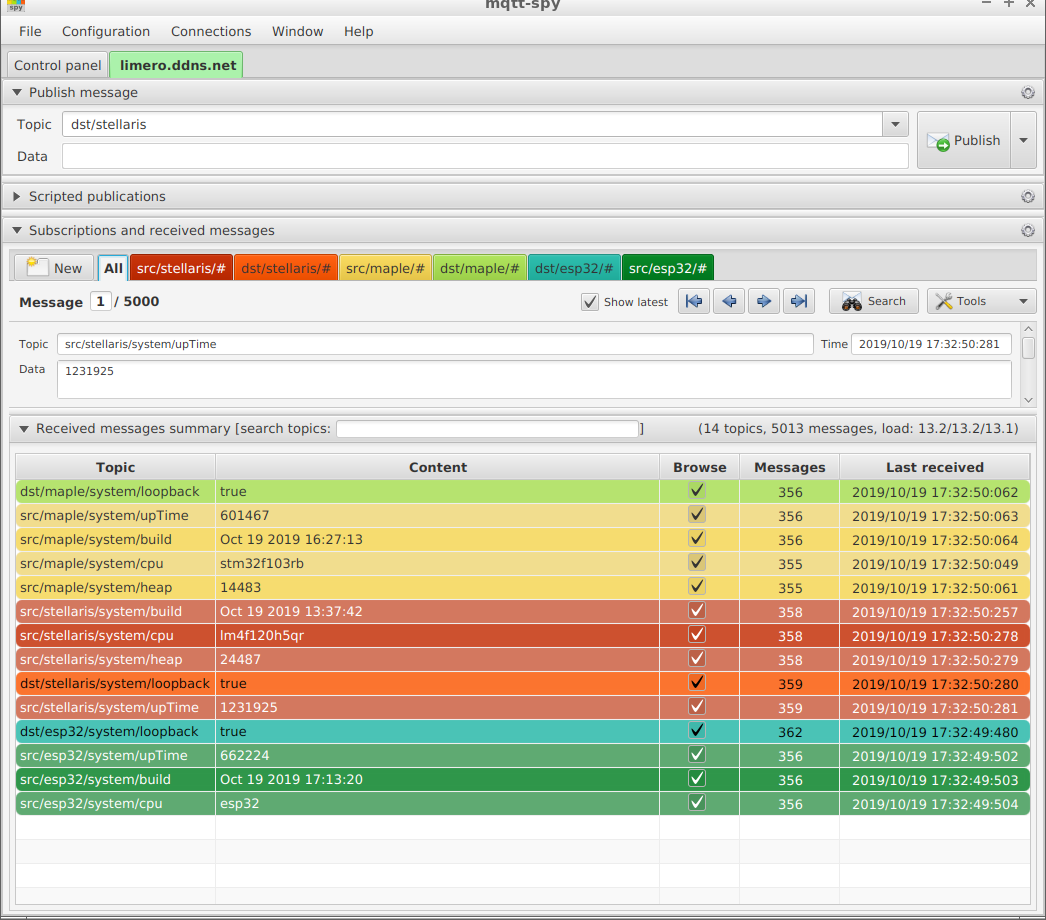 spy mqtt-spy
File Configuration Connections Window Help
Control panel limero.ddns.net
Publish message
Topic dst/stellaris Publish
Data
Scripted publications
Subscriptions and received messages
New All src/stellaris/# dst/stellaris/# src/maple/# dst/maple/# dst/esp32/# src/esp32/#
Message 1 / 5000 Show latest Search Tools
Topic src/stellaris/system/upTime Time 2019/10/19 17:32:50:281
Data 1231925
Received messages summary [search topics: ] (14 topics, 5013 messages, load: 13.2/13.2/13.1)
Topic Content Browse Messages Last received
dst/maple/system/loopback true 356 2019/10/19 17:32:50:062
src/maple/system/upTime 601467 356 2019/10/19 17:32:50:063
src/maple/system/build Oct 19 2019 16:27:13 356 2019/10/19 17:32:50:064
src/maple/system/cpu stm32f103rb 355 2019/10/19 17:32:50:049
src/maple/system/heap 14483 355 2019/10/19 17:32:50:061
src/stellaris/system/build Oct 19 2019 13:37:42 358 2019/10/19 17:32:50:257
src/stellaris/system/cpu lm4f120h5qr 358 2019/10/19 17:32:50:278
src/stellaris/system/heap 24487 358 2019/10/19 17:32:50:279
dst/stellaris/system/loopback true 359 2019/10/19 17:32:50:280
src/stellaris/system/upTime 1231925 359 2019/10/19 17:32:50:281
dst/esp32/system/loopback true 362 2019/10/19 17:32:49:480
src/esp32/system/upTime 662224 356 2019/10/19 17:32:49:502
src/esp32/system/build Oct 19 2019 17:13:20 356 2019/10/19 17:32:49:503
src/esp32/system/cpu esp32 356 2019/10/19 17:32:49:504